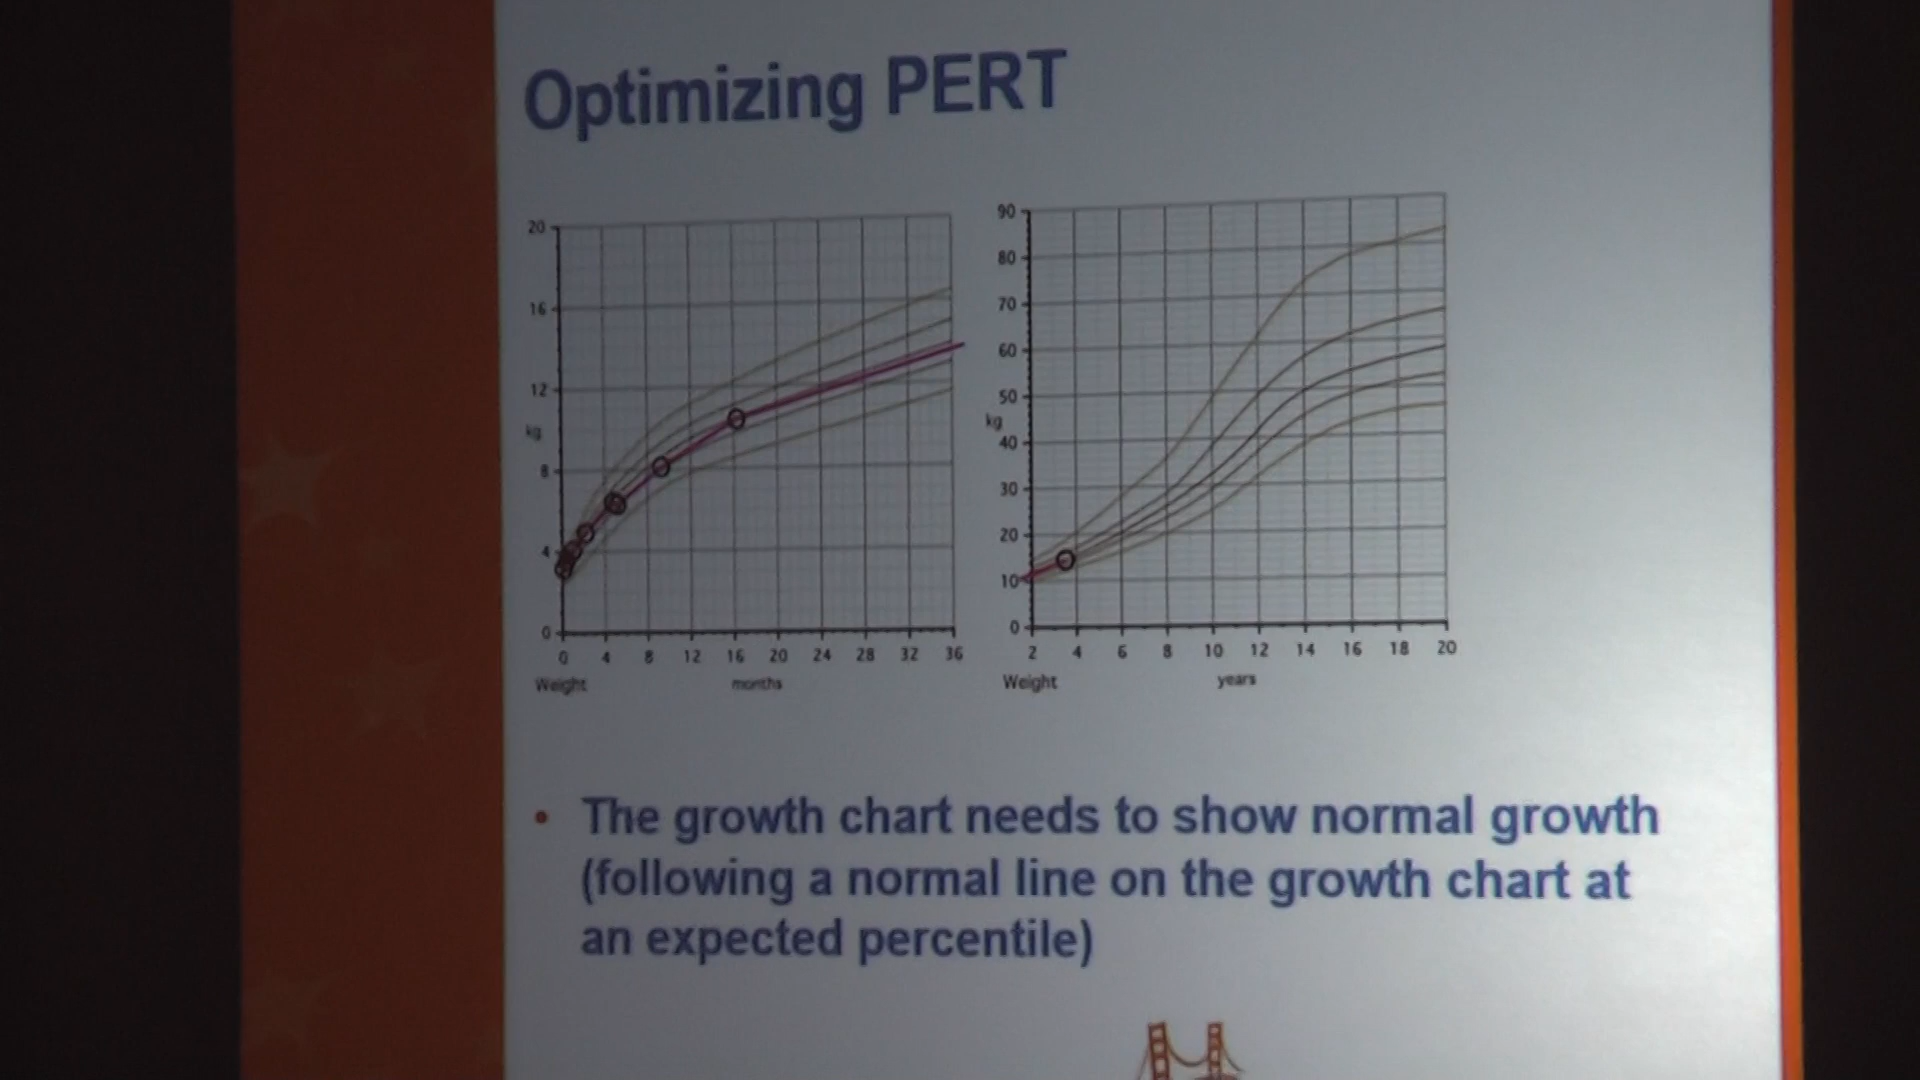 Optimizing PERT
20
16
12
kg
8
4
0
0 4 8 12 16 20 24 28 32 36
Weight months
90
80
70
60
50
kg
40
30
20
10
0
2 4 6 8 10 12 14 16 18 20
Weight years
• The growth chart needs to show normal growth
(following a normal line on the growth chart at
an expected percentile)